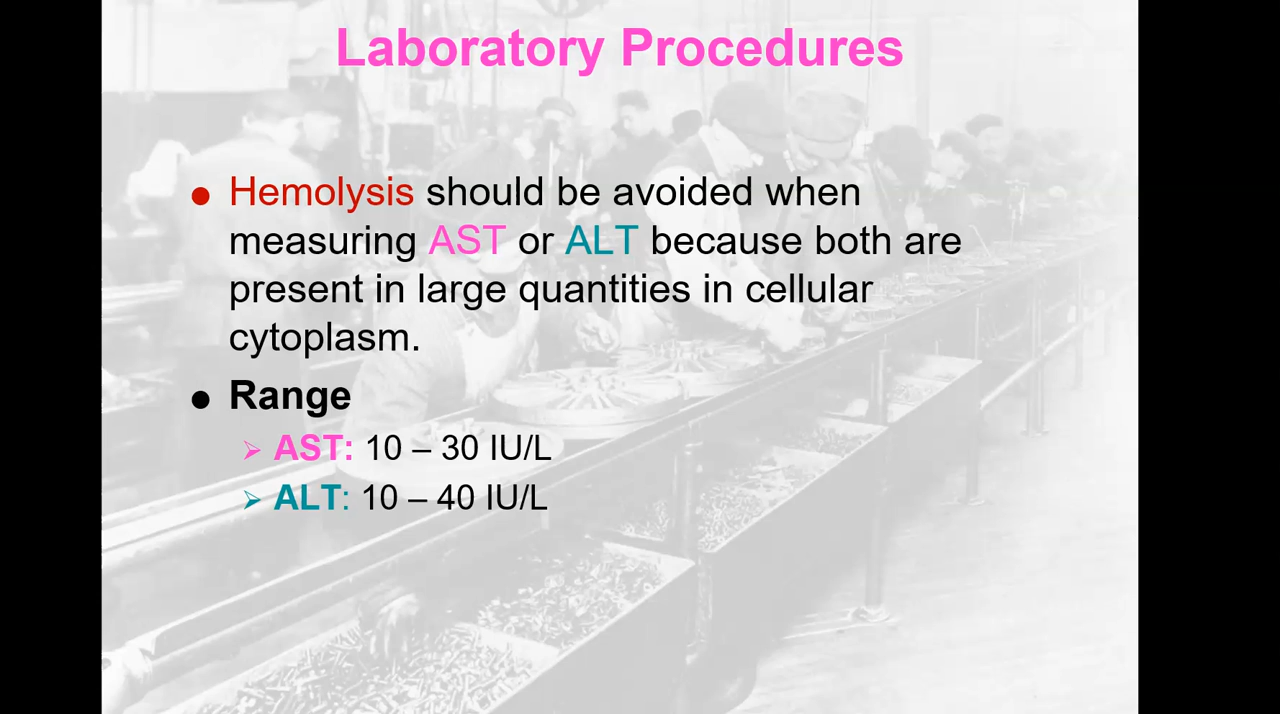 Laboratory Procedures
● Hemolysis should be avoided when
measuring AST or ALT because both are
present in large quantities in cellular
cytoplasm.
● Range
➢ AST: 10 – 30 IU/L
➢ ALT: 10 – 40 IU/L